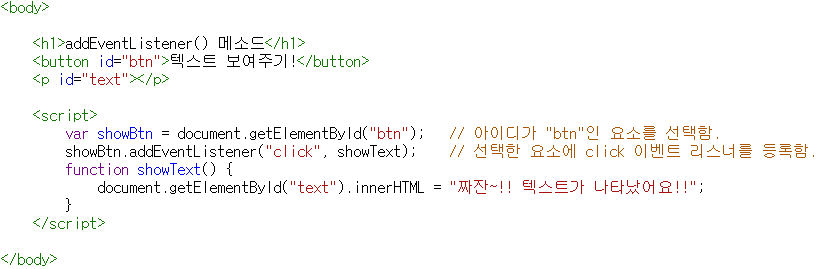 <body>
<h1>addEventListener() 메소드</h1>
<button id="btn">텍스트 보여주기!</button>
<p id="text"></p>
<script>
var showBtn = document.getElementById("btn");   // 아이디가 "btn"인 요소를 선택함.
showBtn.addEventListener("click", showText);    // 선택한 요소에 click 이벤트 리스너를 등록함.
function showText() {
document.getElementById("text").innerHTML = "짜잔~!! 텍스트가 나타났어요!!";
}
</script>
</body>